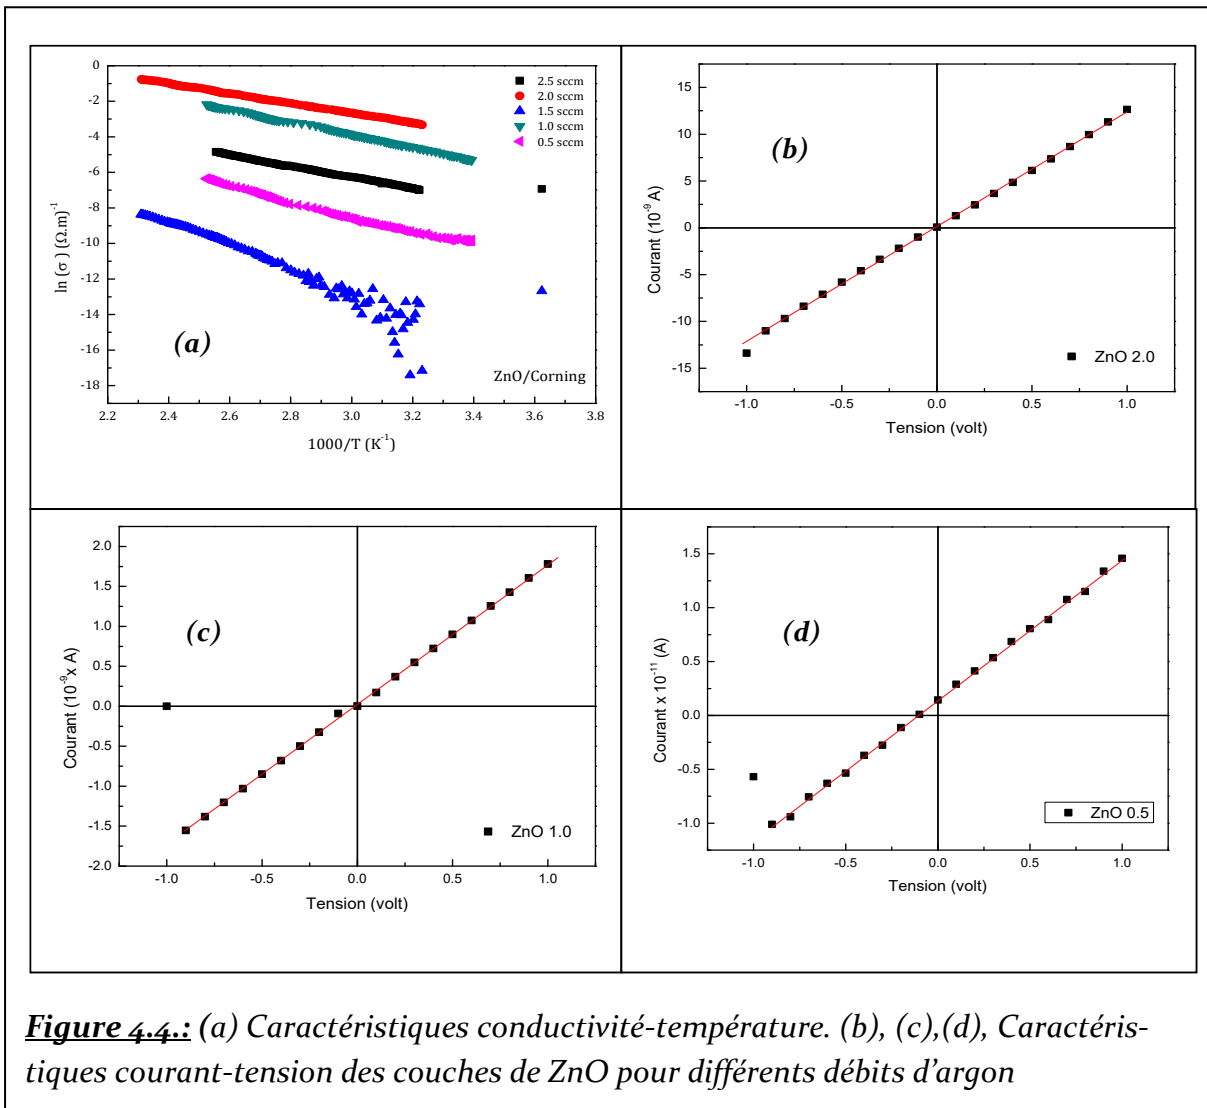 0
-2
-4
-6
-8
-10
-12
-14
-16
-18
2.2 2.4 2.6 2.8 3.0 3.2 3.4 3.6 3.8
ln (σ ) (Ω.m)⁻¹
1000/T (K⁻¹)
2.5 sccm
2.0 sccm
1.5 sccm
1.0 sccm
0.5 sccm
(a)
ZnO/Corning
15
10
5
0
-5
-10
-15
-1.0 -0.5 0.0 0.5 1.0
Courant (10⁻⁹ A)
Tension (volt)
(b)
ZnO 2.0
2.0
1.5
1.0
0.5
0.0
-0.5
-1.0
-1.5
-2.0
-1.0 -0.5 0.0 0.5 1.0
Courant (10⁻⁹x A)
Tension (volt)
(c)
ZnO 1.0
1.5
1.0
0.5
0.0
-0.5
-1.0
-1.0 -0.5 0.0 0.5 1.0
Courant x 10⁻¹¹ (A)
Tension (volt)
(d)
ZnO 0.5
Figure 4.4.: (a) Caractéristiques conductivité-température. (b), (c),(d), Caractéris-
tiques courant-tension des couches de ZnO pour différents débits d'argon